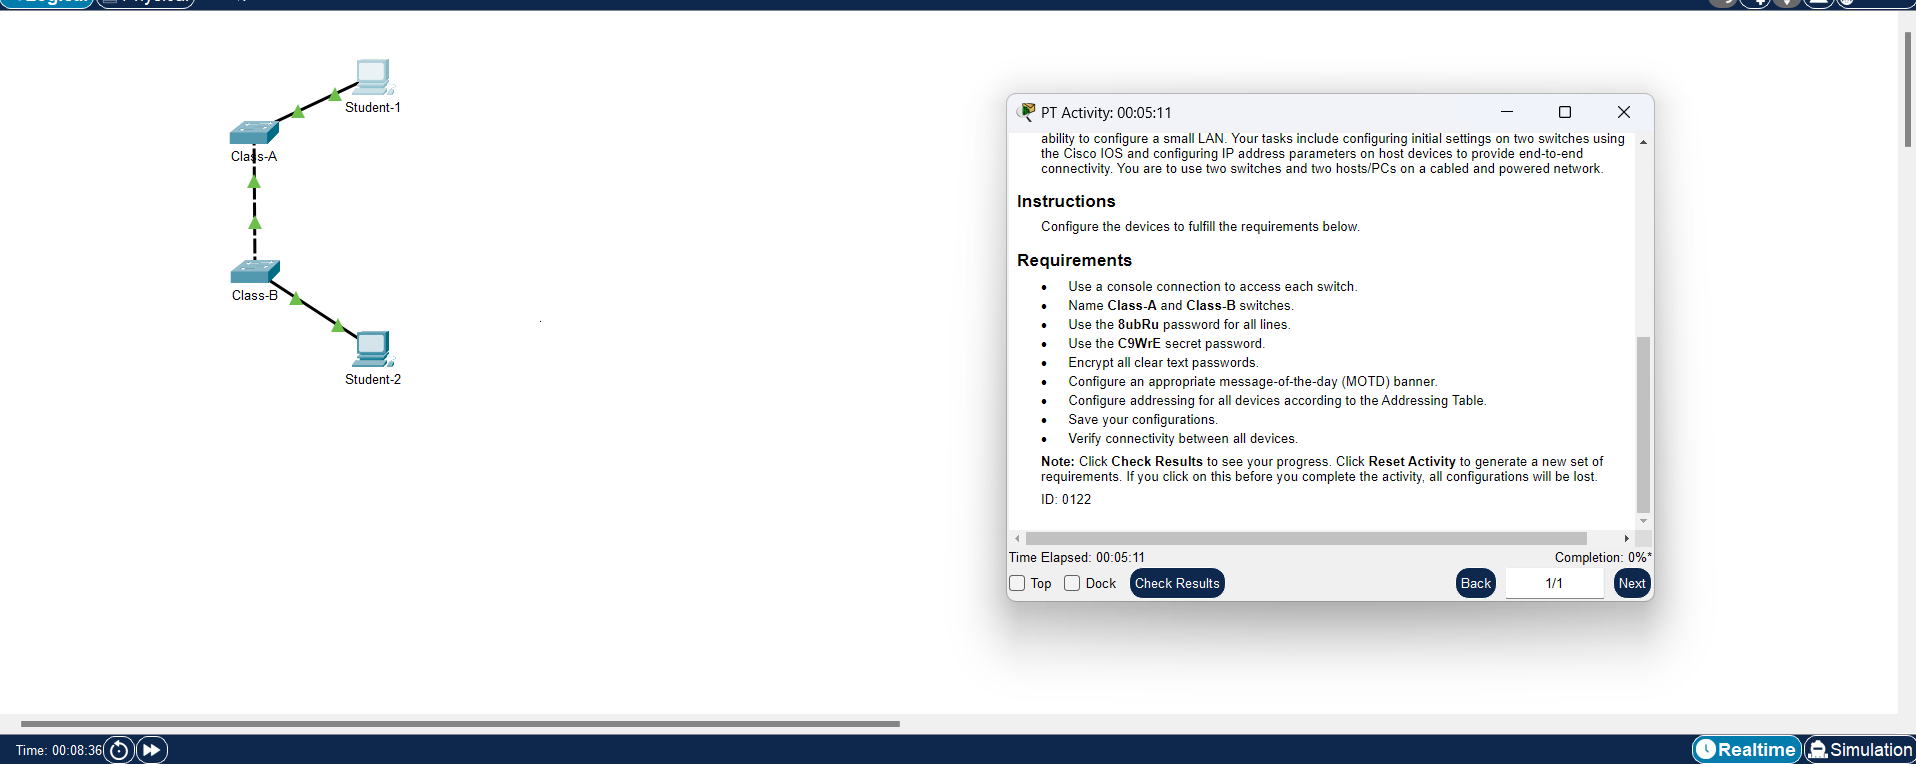 Logical
Physical
Student-1
Class-A
Class-B
Student-2
PT Activity: 00:05:11
ability to configure a small LAN. Your tasks include configuring initial settings on two switches using
the Cisco IOS and configuring IP address parameters on host devices to provide end-to-end
connectivity. You are to use two switches and two hosts/PCs on a cabled and powered network.
Instructions
Configure the devices to fulfill the requirements below.
Requirements
• Use a console connection to access each switch.
• Name Class-A and Class-B switches.
• Use the 8ubRu password for all lines.
• Use the C9WrE secret password.
• Encrypt all clear text passwords.
• Configure an appropriate message-of-the-day (MOTD) banner.
• Configure addressing for all devices according to the Addressing Table.
• Save your configurations.
• Verify connectivity between all devices.
Note: Click Check Results to see your progress. Click Reset Activity to generate a new set of
requirements. If you click on this before you complete the activity, all configurations will be lost.
ID: 0122
Time Elapsed: 00:05:11 Completion: 0%*
Top Dock Check Results Back 1/1 Next
Time: 00:08:36 Realtime Simulation